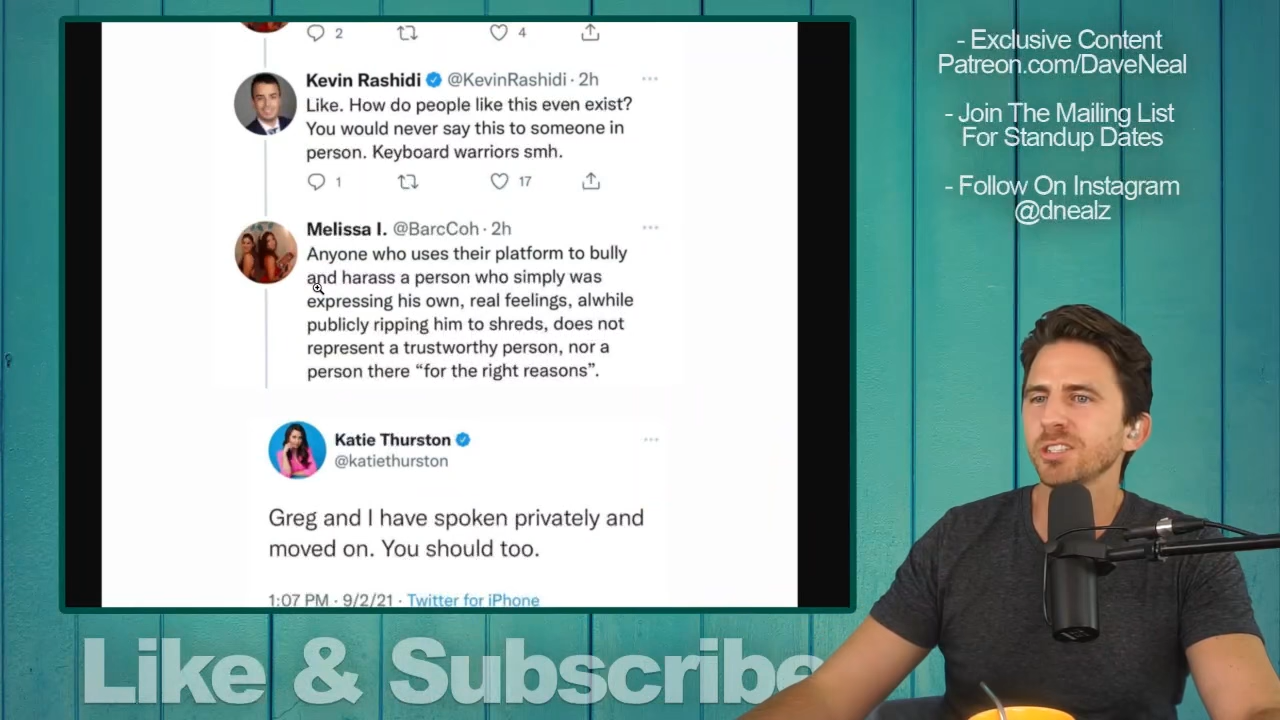 2 4
Kevin Rashidi @KevinRashidi · 2h
Like. How do people like this even exist?
You would never say this to someone in
person. Keyboard warriors smh.
1 17
Melissa I. @BarcCoh · 2h
Anyone who uses their platform to bully
and harass a person who simply was
expressing his own, real feelings, alwhile
publicly ripping him to shreds, does not
represent a trustworthy person, nor a
person there “for the right reasons”.
Katie Thurston
@katiethurston
Greg and I have spoken privately and
moved on. You should too.
1:07 PM · 9/2/21 · Twitter for iPhone
- Exclusive Content
Patreon.com/DaveNeal
- Join The Mailing List
For Standup Dates
- Follow On Instagram
@dnealz
Like & Subscribe